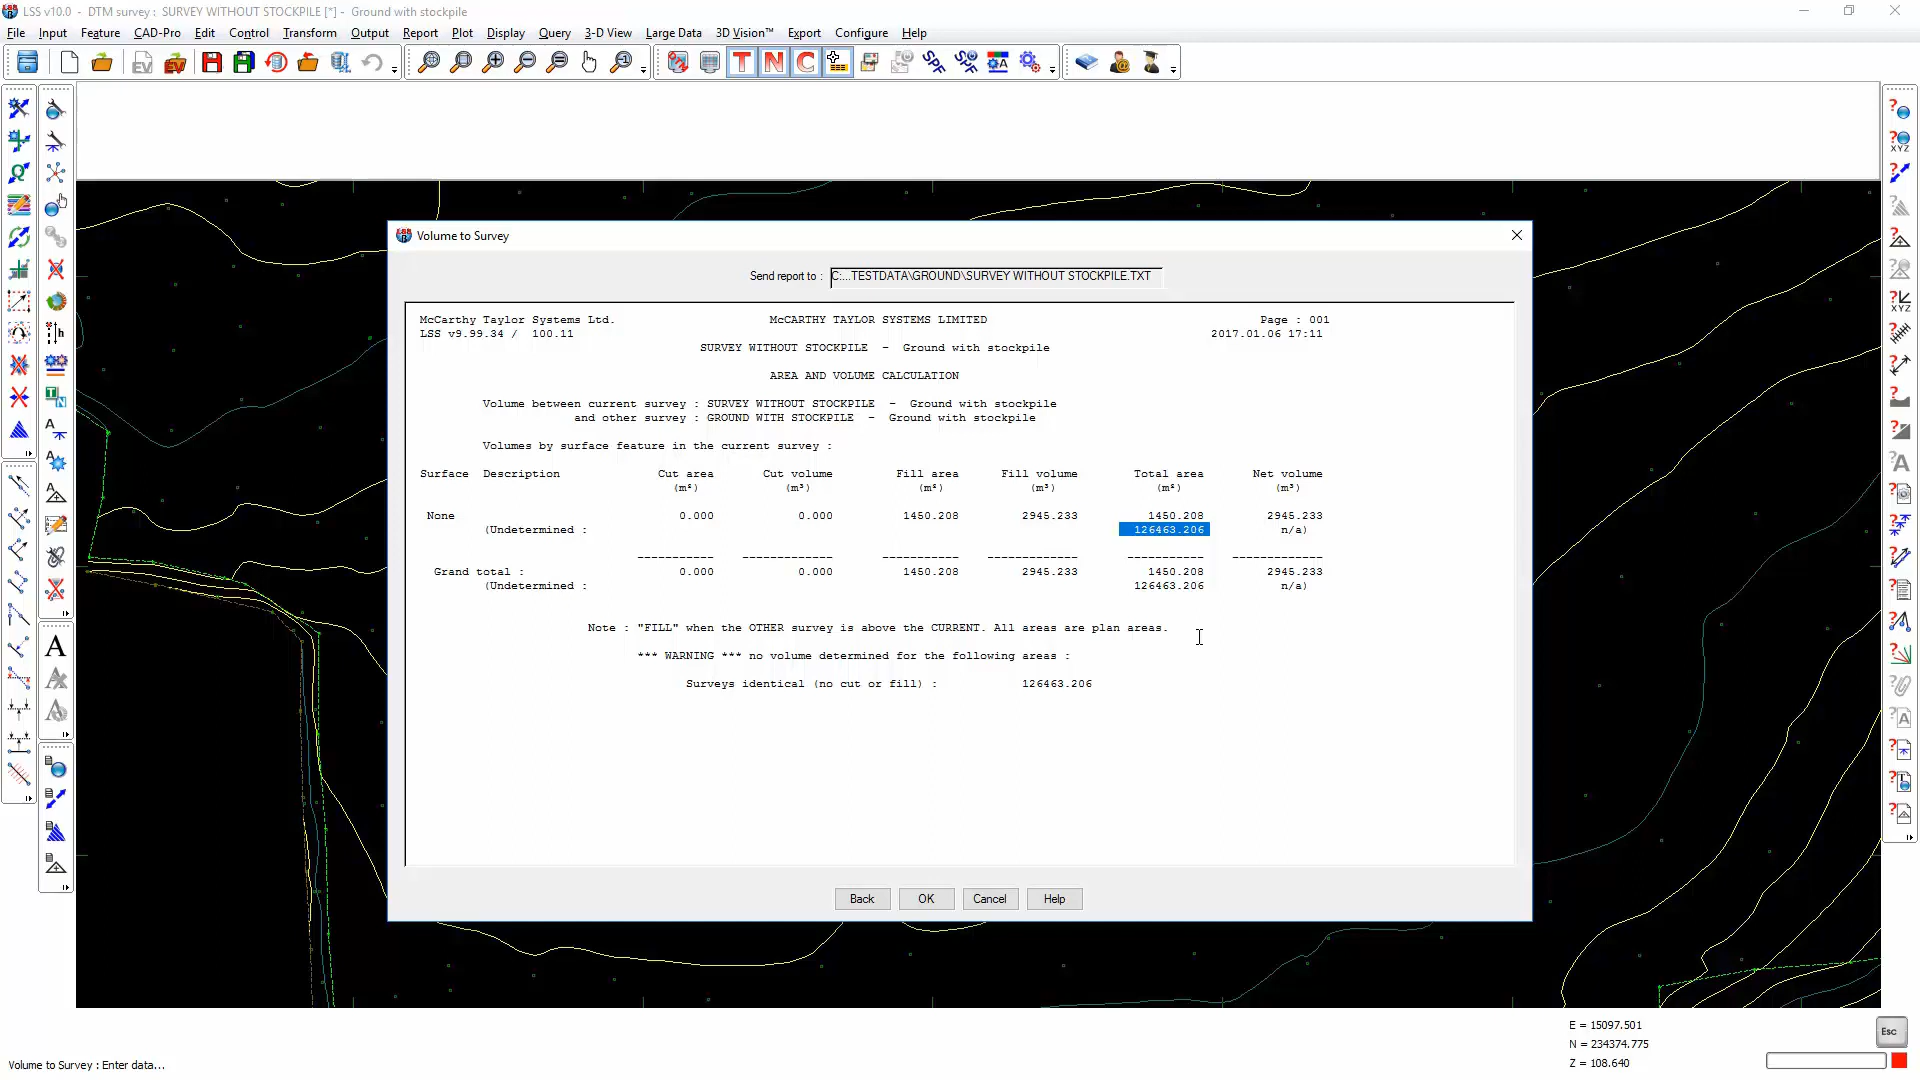 LSS v10.0 - DTM survey : SURVEY WITHOUT STOCKPILE [*] - Ground with stockpile
File Input Feature CAD-Pro Edit Control Transform Output Report Plot Display Query 3-D View Large Data 3D Vision™ Export Configure Help
Volume to Survey
Send report to : C:...TESTDATA\GROUND\SURVEY WITHOUT STOCKPILE.TXT
McCarthy Taylor Systems Ltd. McCARTHY TAYLOR SYSTEMS LIMITED Page : 001
LSS v9.99.34 / 100.11 2017.01.06 17:11
SURVEY WITHOUT STOCKPILE - Ground with stockpile
AREA AND VOLUME CALCULATION
Volume between current survey : SURVEY WITHOUT STOCKPILE - Ground with stockpile
and other survey : GROUND WITH STOCKPILE - Ground with stockpile
Volumes by surface feature in the current survey :
Surface Description Cut area Cut volume Fill area Fill volume Total area Net volume
(m²) (m³) (m²) (m³) (m²) (m³)
None 0.000 0.000 1450.208 2945.233 1450.208 2945.233
(Undetermined : 126463.206 n/a)
----------- ------------- ----------- ------------- ----------- -------------
Grand total : 0.000 0.000 1450.208 2945.233 1450.208 2945.233
(Undetermined : 126463.206 n/a)
Note : "FILL" when the OTHER survey is above the CURRENT. All areas are plan areas.
*** WARNING *** no volume determined for the following areas :
Surveys identical (no cut or fill) : 126463.206
Back OK Cancel Help
E = 15097.501
N = 234374.775
Z = 108.640
Esc
Volume to Survey : Enter data...